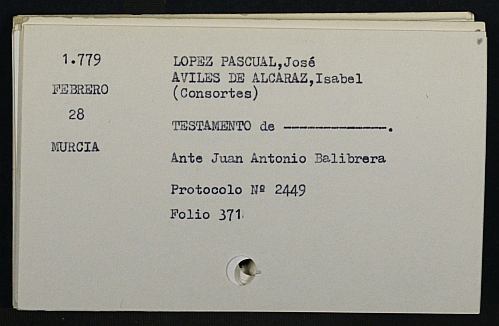 1.779
FEBRERO
28
MURCIA
LOPEZ PASCUAL,José
AVILES DE ALCARAZ,Isabel
(Consortes)
TESTAMENTO de --------------.
Ante Juan Antonio Balibrera
Protocolo Nº 2449
Folio 371